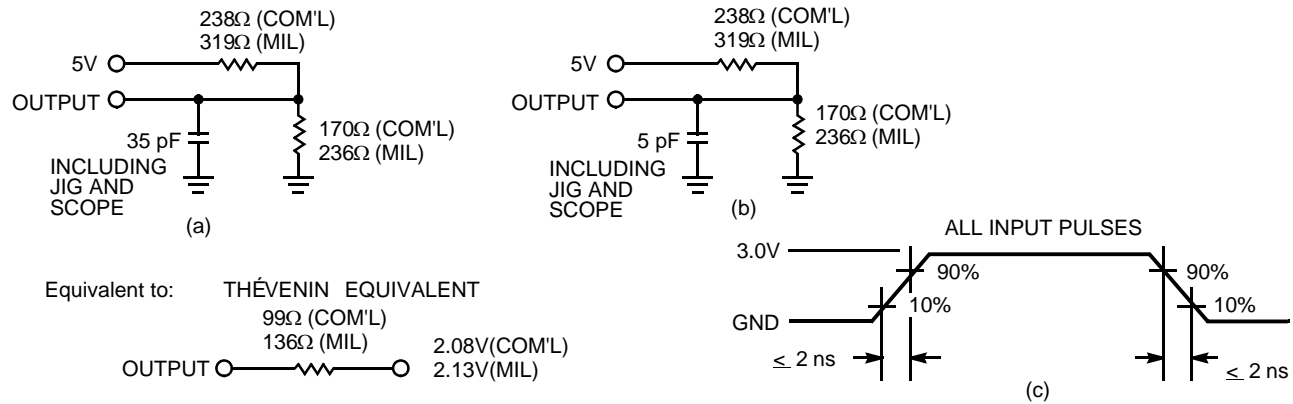 238Ω (COM'L)
319Ω (MIL)
5V
OUTPUT
35 pF
170Ω (COM'L)
236Ω (MIL)
INCLUDING
JIG AND
SCOPE
(a)
238Ω (COM'L)
319Ω (MIL)
5V
OUTPUT
5 pF
170Ω (COM'L)
236Ω (MIL)
INCLUDING
JIG AND
SCOPE
(b)
Equivalent to: THÉVENIN EQUIVALENT
99Ω (COM'L)
136Ω (MIL)
OUTPUT
2.08V(COM'L)
2.13V(MIL)
ALL INPUT PULSES
3.0V
90%
10%
GND
90%
10%
≤ 2 ns
≤ 2 ns
(c)